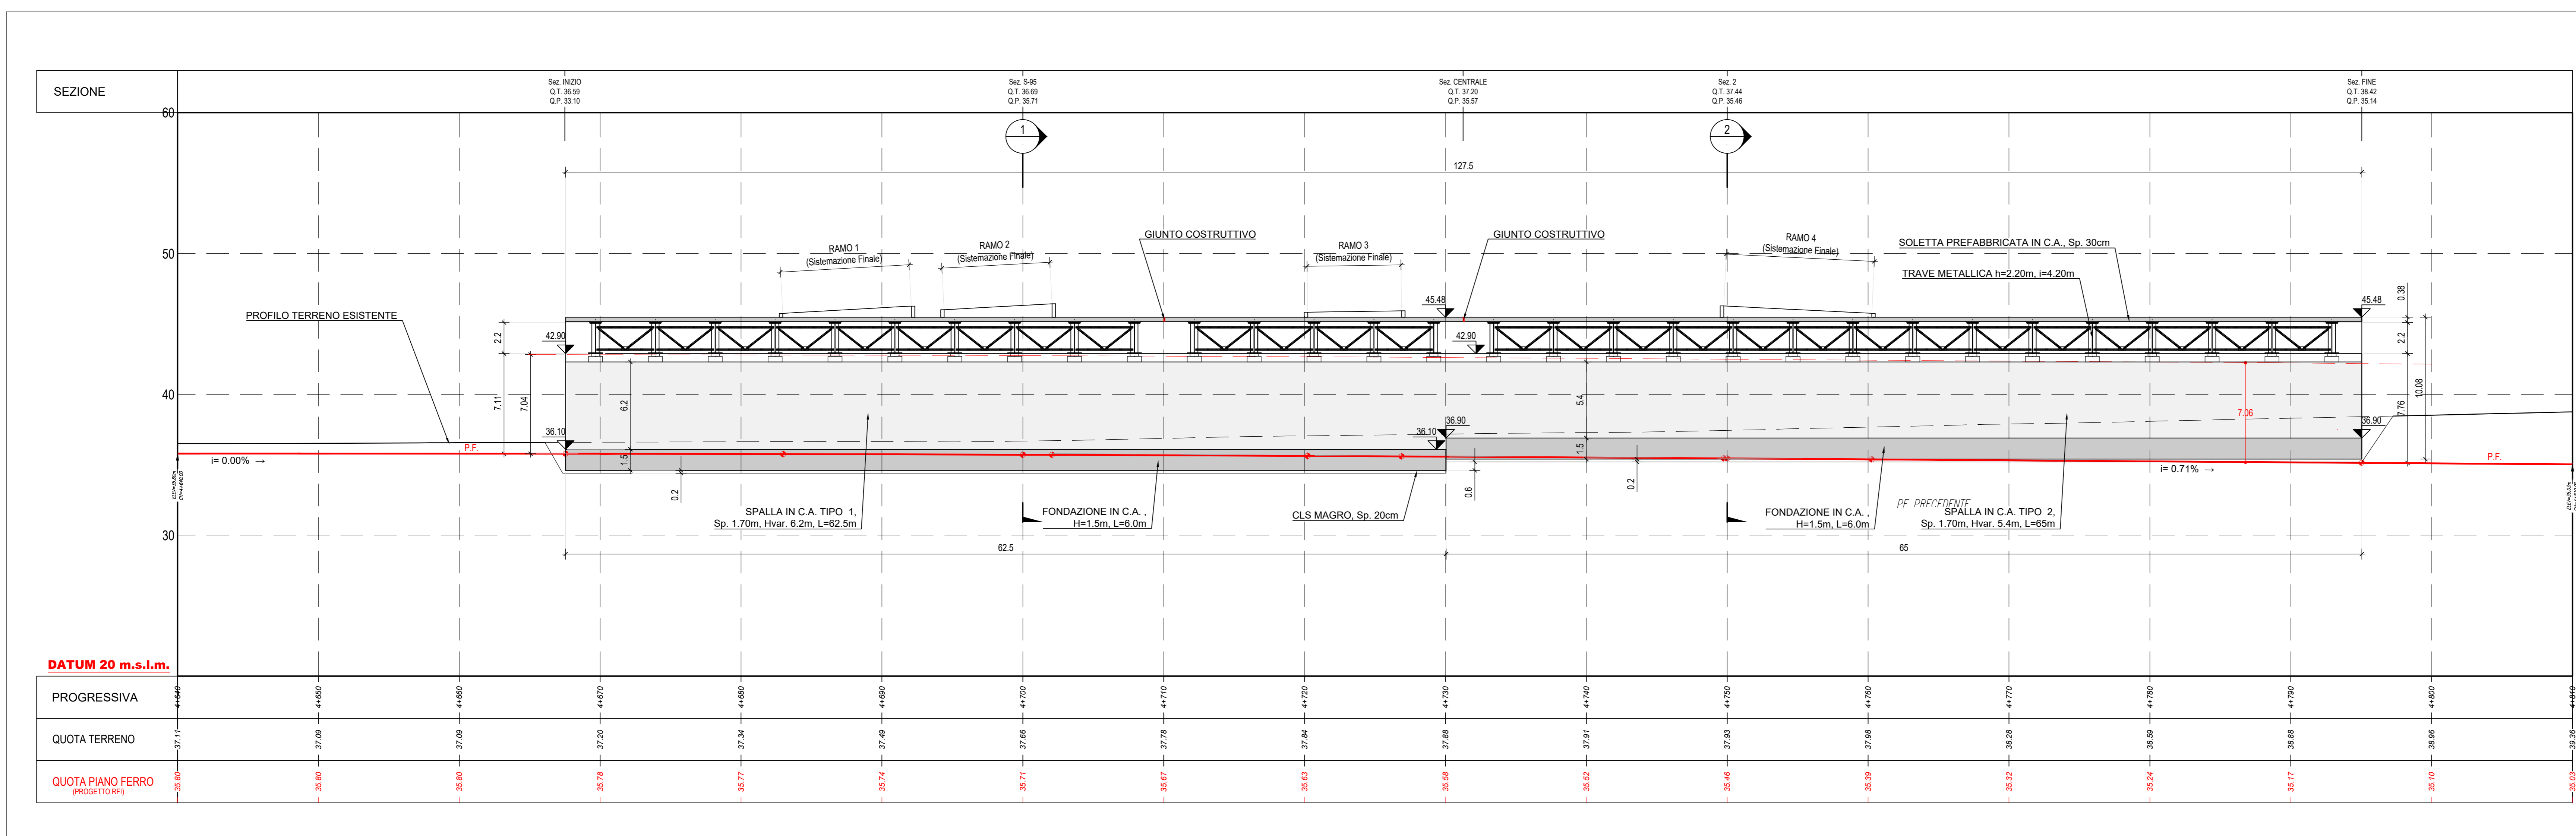 SEZIONE
Sez. INIZIO
Q.T. 36.59
Q.P. 33.10
Sez. S-95
Q.T. 36.69
Q.P. 35.71
Sez. CENTRALE
Q.T. 37.20
Q.P. 35.57
Sez. 2
Q.T. 37.44
Q.P. 35.46
Sez. FINE
Q.T. 38.42
Q.P. 35.14
60
1
2
127.5
50
RAMO 1
(Sistemazione Finale)
RAMO 2
(Sistemazione Finale)
GIUNTO COSTRUTTIVO
RAMO 3
(Sistemazione Finale)
GIUNTO COSTRUTTIVO
RAMO 4
(Sistemazione Finale)
SOLETTA PREFABBRICATA IN C.A., Sp. 30cm
TRAVE METALLICA h=2.20m, i=4.20m
PROFILO TERRENO ESISTENTE
45.48
45.48
0.38
2.2
42.90
42.90
2.2
40
7.11
7.04
6.2
5.4
10.08
7.76
7.06
36.10
36.10
36.90
36.90
P.F.
i= 0.00% →
1.5
1.5
i= 0.71% →
P.F.
0.2
0.6
0.2
PF PRECEDENTE
SPALLA IN C.A. TIPO 1,
Sp. 1.70m, Hvar. 6.2m, L=62.5m
FONDAZIONE IN C.A. ,
H=1.5m, L=6.0m
CLS MAGRO, Sp. 20cm
FONDAZIONE IN C.A. ,
H=1.5m, L=6.0m
SPALLA IN C.A. TIPO 2,
Sp. 1.70m, Hvar. 5.4m, L=65m
30
62.5
65
DATUM 20 m.s.l.m.
PROGRESSIVA
4+640 4+650 4+660 4+670 4+680 4+690 4+700 4+710 4+720 4+730 4+740 4+750 4+760 4+770 4+780 4+790 4+800 4+810
QUOTA TERRENO
37.11 37.09 37.09 37.20 37.34 37.49 37.66 37.78 37.84 37.88 37.91 37.93 37.98 38.28 38.59 38.88 38.96 39.36
QUOTA PIANO FERRO
(PROGETTO RFI)
35.80 35.80 35.80 35.78 35.77 35.74 35.71 35.67 35.63 35.58 35.52 35.46 35.39 35.32 35.24 35.17 35.10 35.03